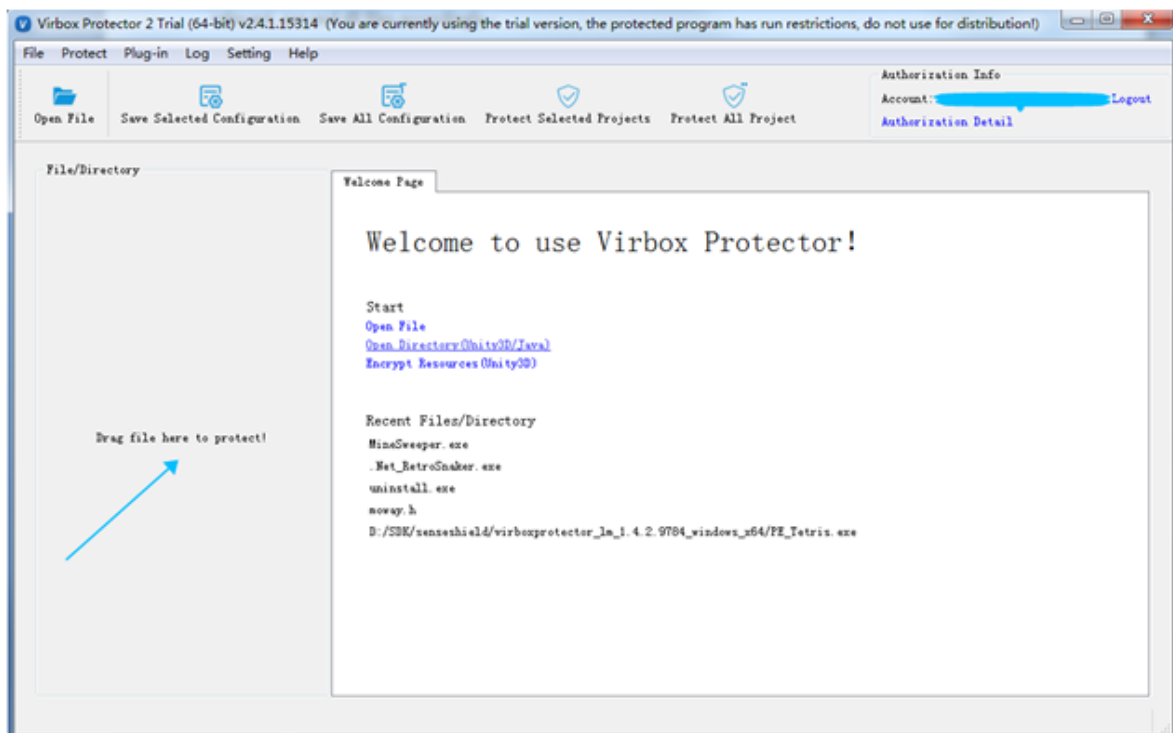 Virbox Protector 2 Trial (64-bit) v2.4.1.15314 (You are currently using the trial version, the protected program has run restrictions, do not use for distribution!)
File Protect Plug-in Log Setting Help
Open File Save Selected Configuration Save All Configuration Protect Selected Projects Protect All Project
Authorization Info
Account: Logout
Authorization Detail
File/Directory
Drag file here to protect!
Welcome Page
Welcome to use Virbox Protector!
Start
Open File
Open Directory(Unity3D/Java)
Encrypt Resources(Unity3D)
Recent Files/Directory
MineSweeper.exe
.Net_RetroSnaker.exe
uninstall.exe
noway.h
D:/SDK/senseshield/virboxprotector_lm_1.4.2.9784_windows_x64/PE_Tetris.exe